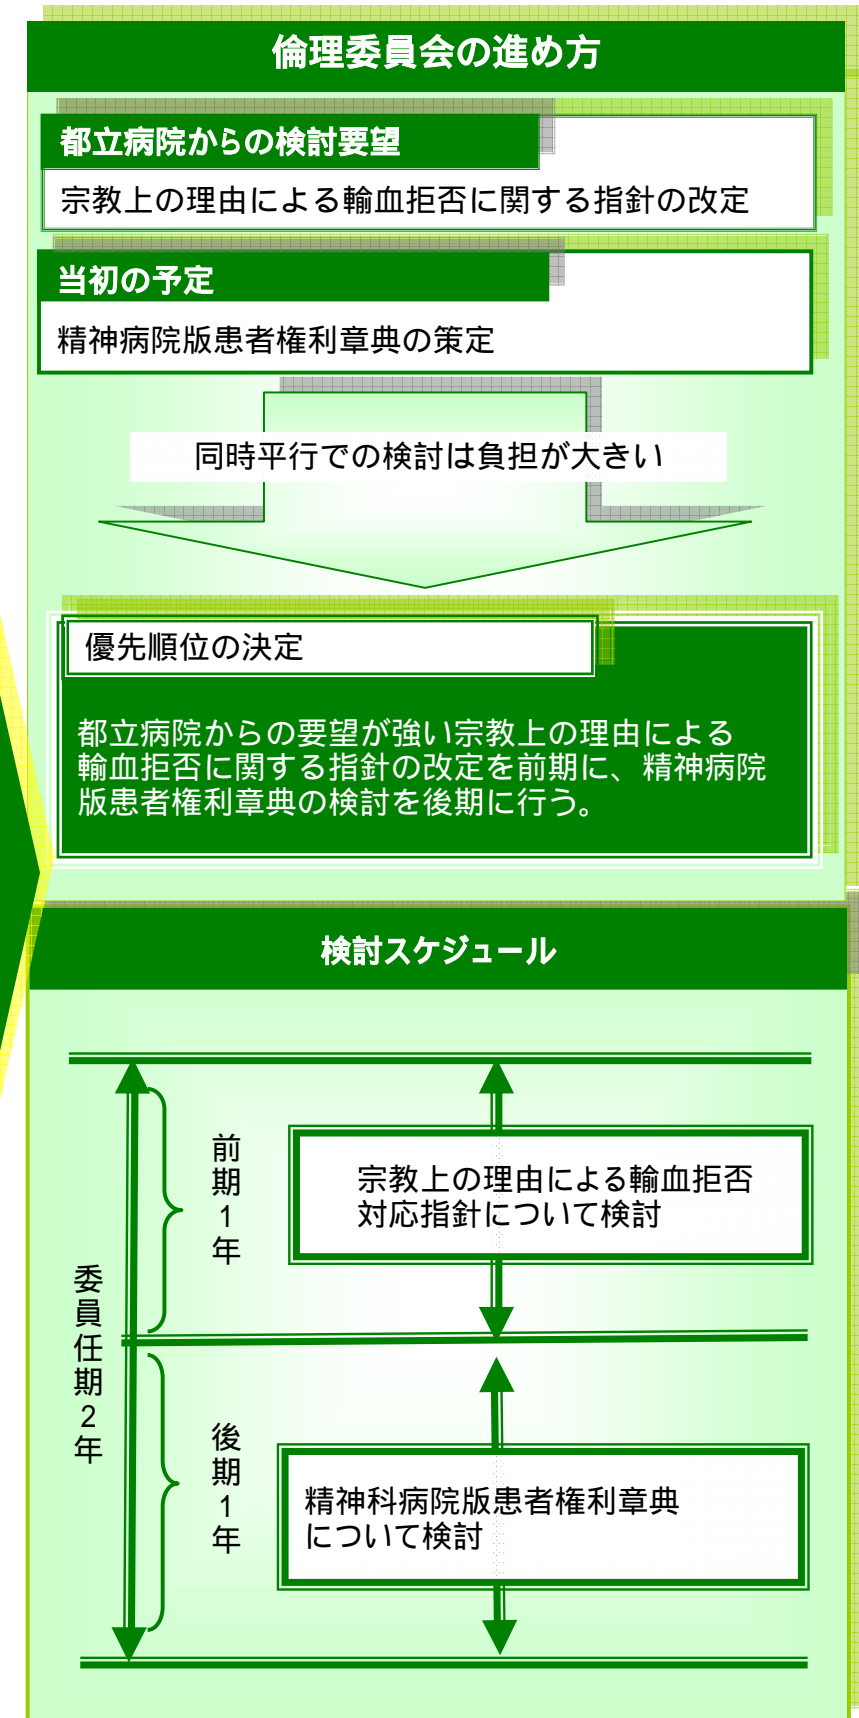 倫理委員会の進め方
都立病院からの検討要望
宗教上の理由による輸血拒否に関する指針の改定
当初の予定
精神病院版患者権利章典の策定
同時平行での検討は負担が大きい
優先順位の決定
都立病院からの要望が強い宗教上の理由による
輸血拒否に関する指針の改定を前期に、精神病院
版患者権利章典の検討を後期に行う。
検討スケジュール
委員任期2年
前期1年
宗教上の理由による輸血拒否
対応指針について検討
後期1年
精神科病院版患者権利章典
について検討